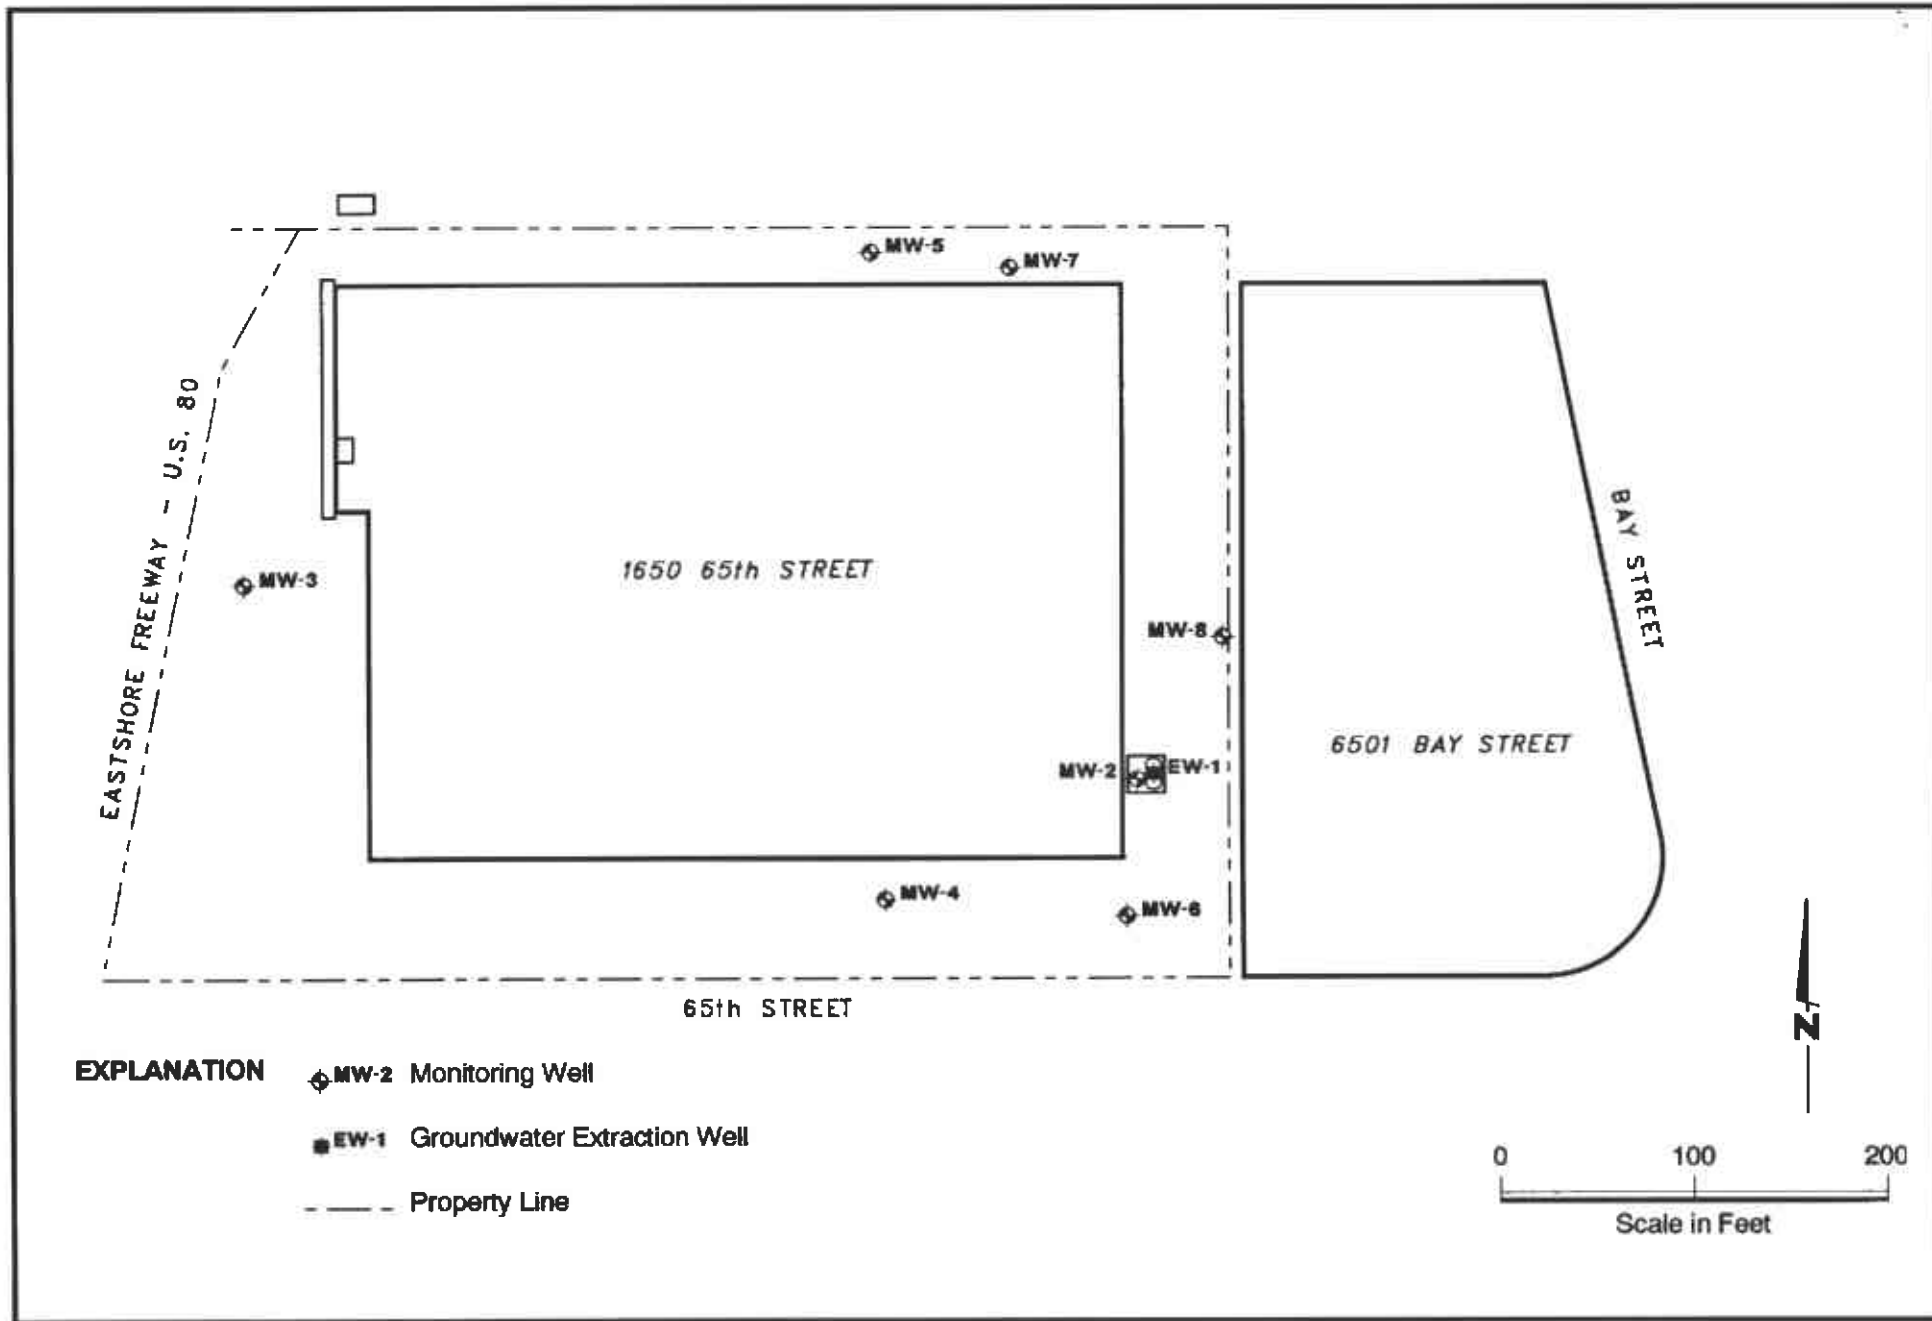 MW-5
MW-7
EASTSHORE FREEWAY - U.S. 80
MW-3
1650 65th STREET
BAY STREET
MW-8
6501 BAY STREET
MW-2
EW-1
MW-4
MW-6
65th STREET
EXPLANATION
MW-2 Monitoring Well
EW-1 Groundwater Extraction Well
Property Line
N
0 100 200
Scale in Feet